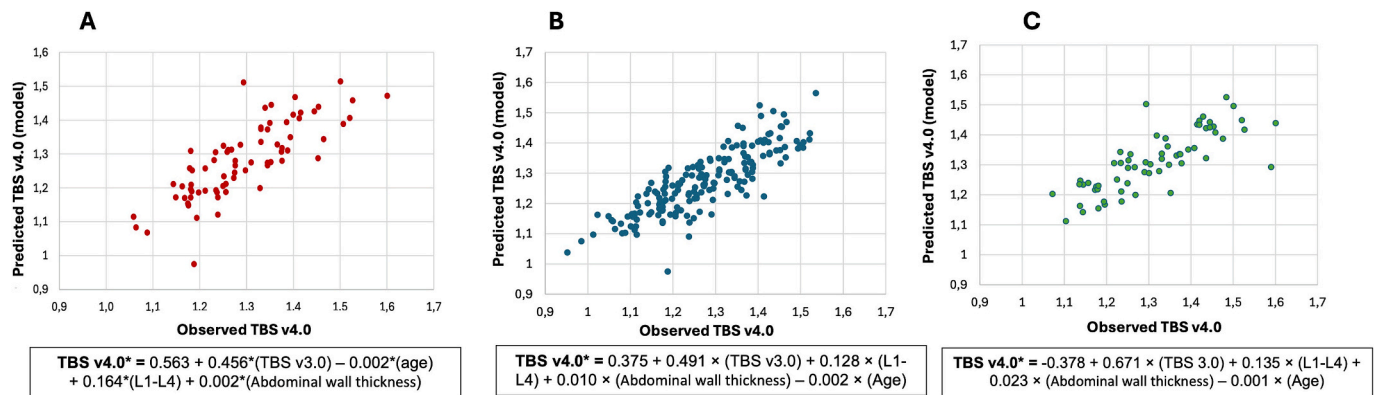 A
Predicted TBS v4.0 (model)
1,6
1,5
1,4
1,3
1,2
1,1
1
0,9
0,9 1 1,1 1,2 1,3 1,4 1,5 1,6 1,7
Observed TBS v4.0
TBS v4.0* = 0.563 + 0.456*(TBS v3.0) – 0.002*(age)
+ 0.164*(L1-L4) + 0.002*(Abdominal wall thickness)
B
Predicted TBS v4.0 (model)
1,7
1,6
1,5
1,4
1,3
1,2
1,1
1
0,9
0,9 1 1,1 1,2 1,3 1,4 1,5 1,6 1,7
Observed TBS v4.0
TBS v4.0* = 0.375 + 0.491 × (TBS v3.0) + 0.128 × (L1-
L4) + 0.010 × (Abdominal wall thickness) – 0.002 × (Age)
C
Predicted TBS v4.0 (model)
1,7
1,6
1,5
1,4
1,3
1,2
1,1
1
0,9
0,9 1 1,1 1,2 1,3 1,4 1,5 1,6 1,7
Observed TBS v4.0
TBS v4.0* = -0.378 + 0.671 × (TBS 3.0) + 0.135 × (L1-L4) +
0.023 × (Abdominal wall thickness) – 0.001 × (Age)